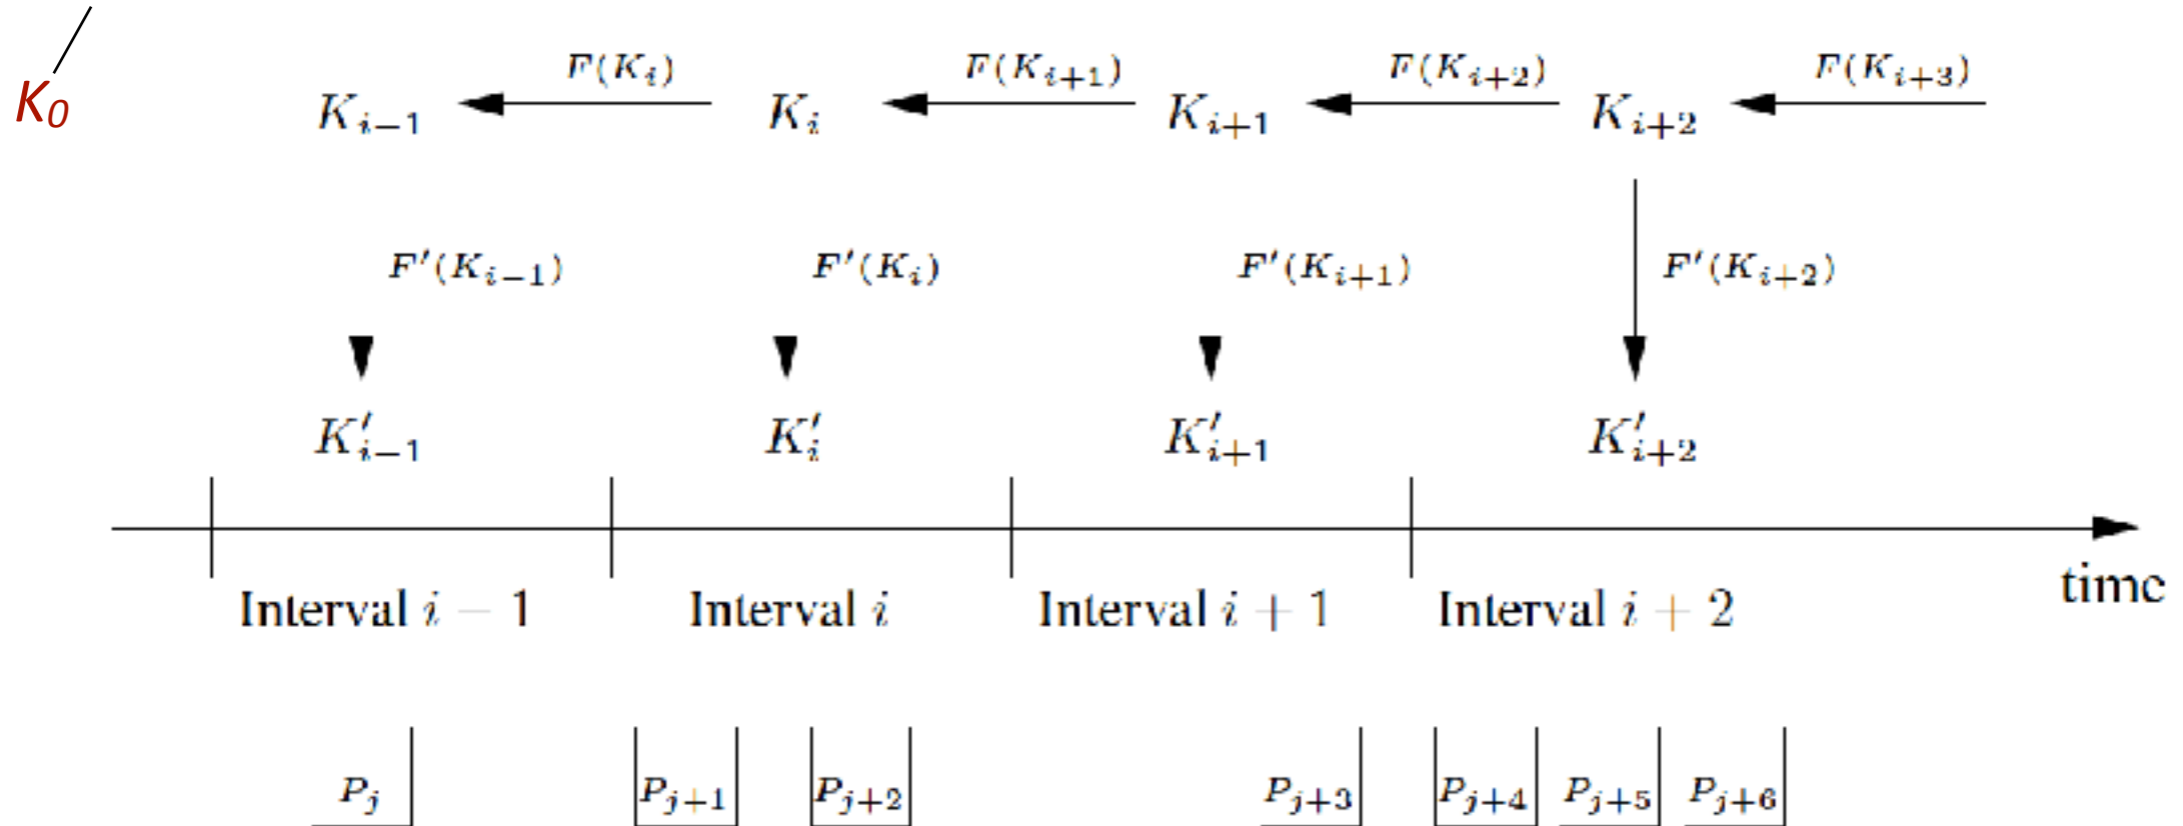 F(Kᵢ) F(Kᵢ₊₁) F(Kᵢ₊₂) F(Kᵢ₊₃)
K₀ Kᵢ₋₁ Kᵢ Kᵢ₊₁ Kᵢ₊₂
F′(Kᵢ₋₁) F′(Kᵢ) F′(Kᵢ₊₁) F′(Kᵢ₊₂)
K′ᵢ₋₁ K′ᵢ K′ᵢ₊₁ K′ᵢ₊₂
time
Interval i − 1 Interval i Interval i + 1 Interval i + 2
Pⱼ Pⱼ₊₁ Pⱼ₊₂ Pⱼ₊₃ Pⱼ₊₄ Pⱼ₊₅ Pⱼ₊₆